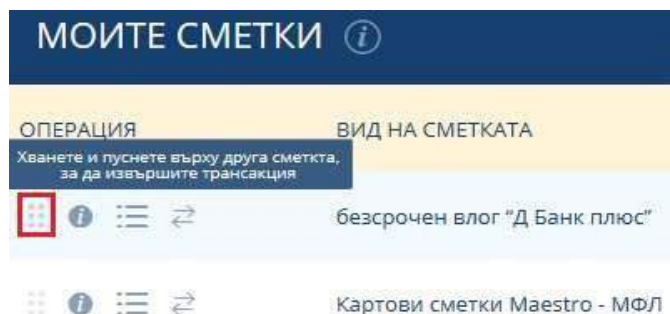 МОИТЕ СМЕТКИ i
ОПЕРАЦИЯ ВИД НА СМЕТКАТА
Хванете и пуснете върху друга сметкта,
за да извършите трансакция
безсрочен влог "Д Банк плюс"
Картови сметки Maestro - МФЛ